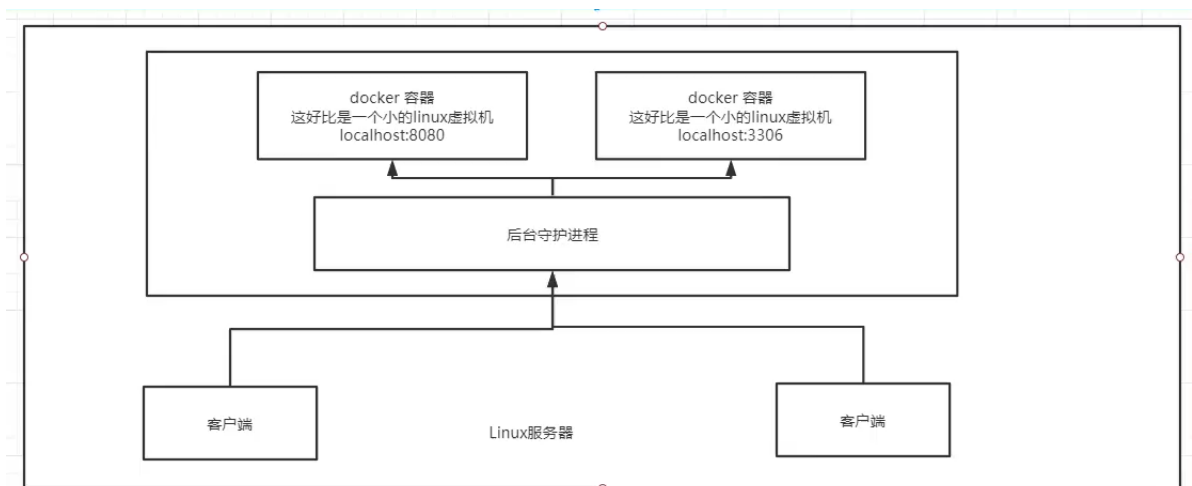 docker 容器
这好比是一个小的linux虚拟机
localhost:8080
docker 容器
这好比是一个小的linux虚拟机
localhost:3306
后台守护进程
客户端
Linux服务器
客户端